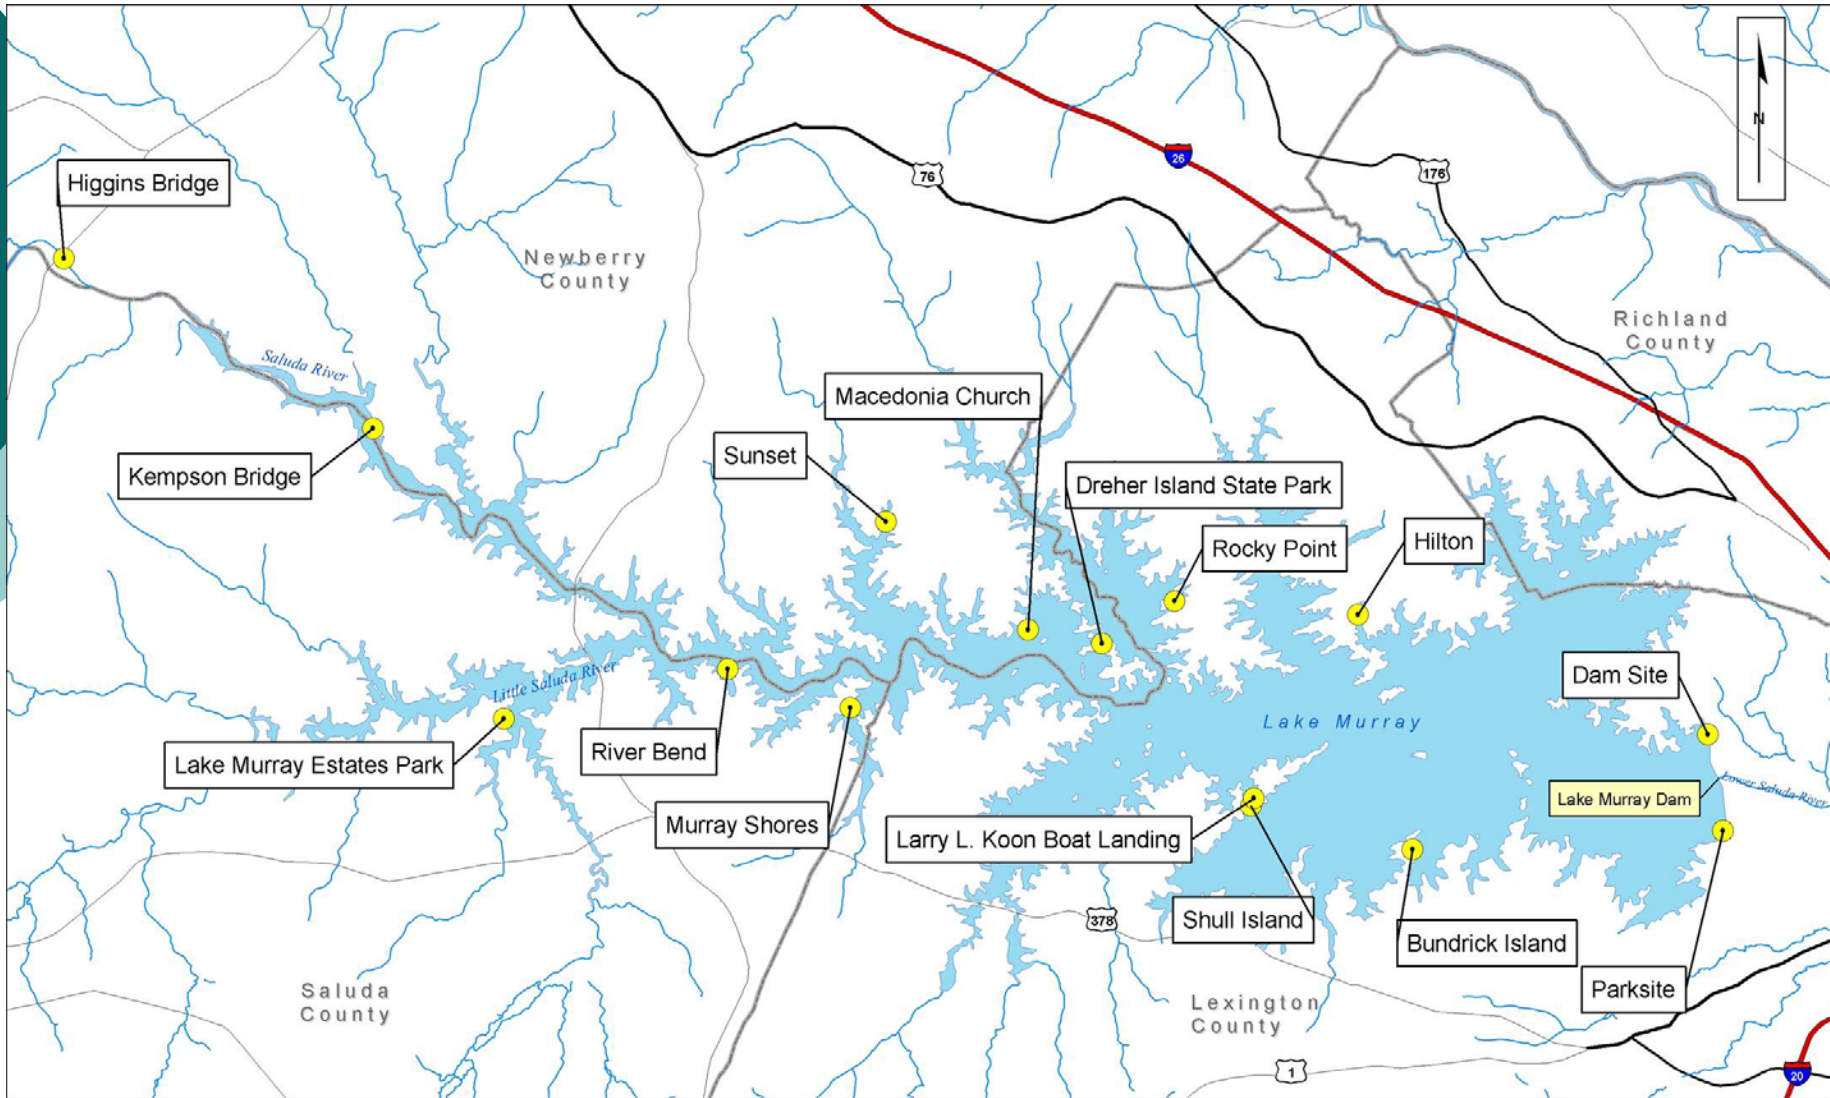 N
26
76
176
Higgins Bridge
Newberry
County
Richland
County
Saluda River
Macedonia Church
Sunset
Kempson Bridge
Dreher Island State Park
Rocky Point
Hilton
Little Saluda River
Dam Site
Lake Murray
River Bend
Lake Murray Estates Park
Lower Saluda River
Lake Murray Dam
Murray Shores
Larry L. Koon Boat Landing
378
Shull Island
Bundrick Island
Parksite
Saluda
County
Lexington
County
1
20